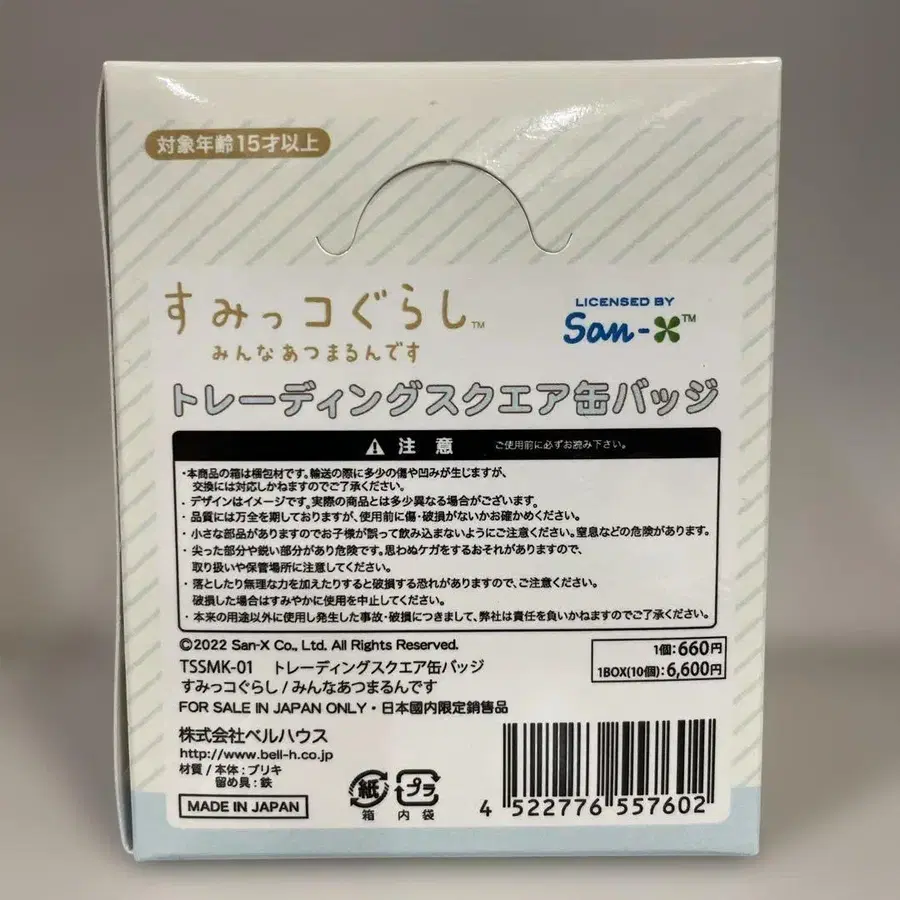 対象年齢15才以上
すみっコぐらし™
みんなあつまるんです
LICENSED BY
San-X™
トレーディングスクエア缶バッジ
注意 ご使用前に必ずお読み下さい。
・本商品の箱は梱包材です。輸送の際に多少の傷や凹みが生じますが、
交換には対応しかねますのでご了承ください。
・デザインはイメージです。実際の商品とは多少異なる場合がございます。
・品質には万全を期しておりますが、使用前に傷・破損がないかお確かめください。
・小さな部品がありますのでお子様が誤って飲み込まないようにご注意ください。窒息などの危険があります。
・尖った部分や鋭い部分があり危険です。思わぬケガをするおそれがありますので、
取り扱いや保管場所に注意してください。
・落としたり無理な力を加えたりすると破損する恐れがありますので、ご注意ください。
破損した場合はすみやかに使用を中止してください。
・本来の用途以外に使用し発生した事故・破損につきまして、弊社は責任を負いかねますのでご了承ください。
©2022 San-X Co., Ltd. All Rights Reserved.
TSSMK-01 トレーディングスクエア缶バッジ
すみっコぐらし/みんなあつまるんです
1個:660円
1BOX(10個):6,600円
FOR SALE IN JAPAN ONLY・日本國内限定銷售品
株式会社ベルハウス
http://www.bell-h.co.jp
材質/本体:ブリキ
留め具:鉄
MADE IN JAPAN
紙
箱
プラ
内袋
4 522776 557602